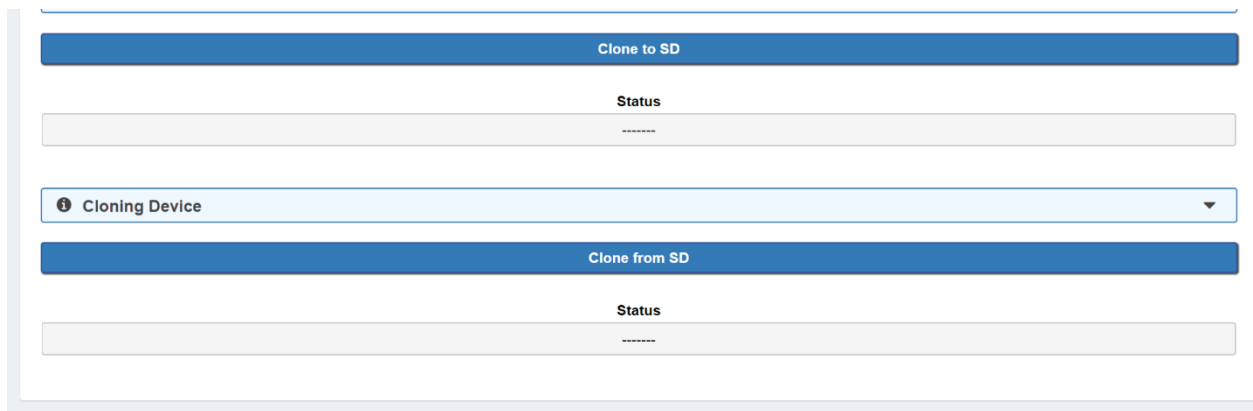 Clone to SD
Status
-------
Cloning Device
Clone from SD
Status
-------